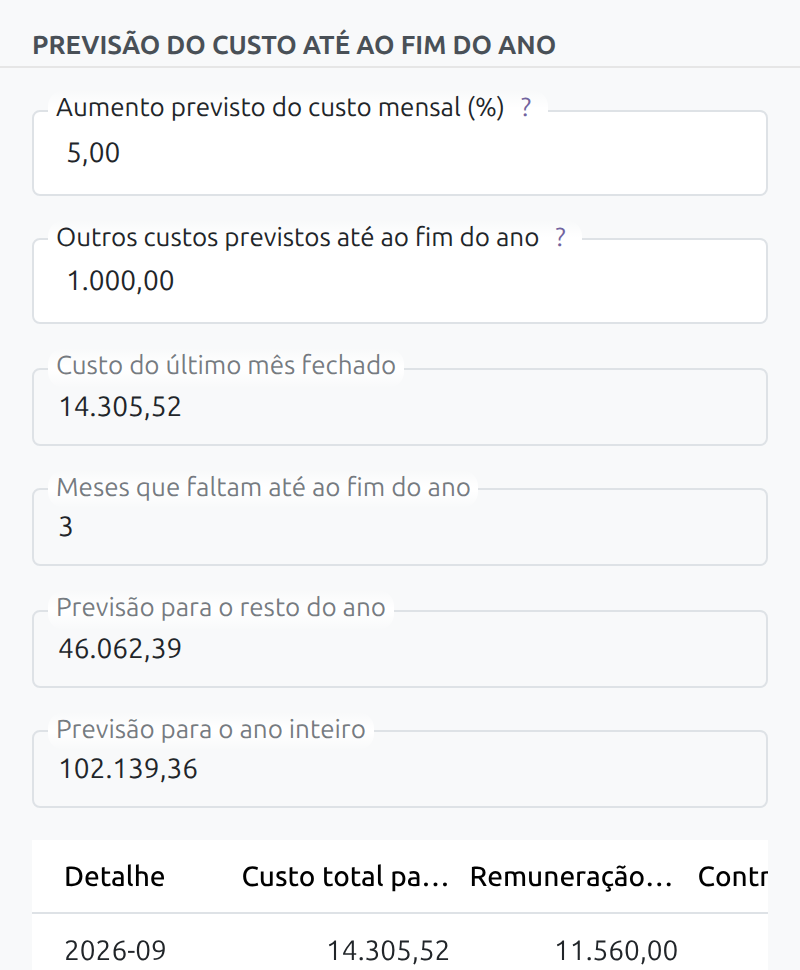 PREVISÃO DO CUSTO ATÉ AO FIM DO ANO
Aumento previsto do custo mensal (%) ?
5,00
Outros custos previstos até ao fim do ano ?
1.000,00
Custo do último mês fechado
14.305,52
Meses que faltam até ao fim do ano
3
Previsão para o resto do ano
46.062,39
Previsão para o ano inteiro
102.139,36
Detalhe Custo total pa… Remuneração… Contr
2026-09 14.305,52 11.560,00